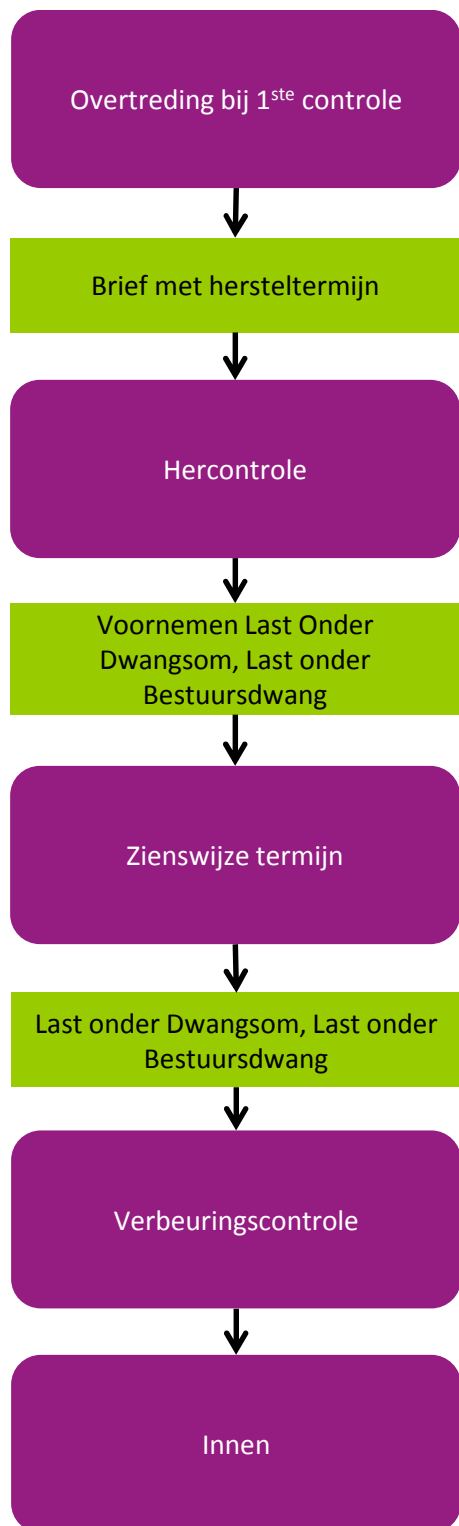 Overtreding bij 1ste controle
Brief met hersteltermijn
Hercontrole
Voornemen Last Onder
Dwangsom, Last onder
Bestuursdwang
Zienswijze termijn
Last onder Dwangsom, Last onder
Bestuursdwang
Verbeuringscontrole
Innen